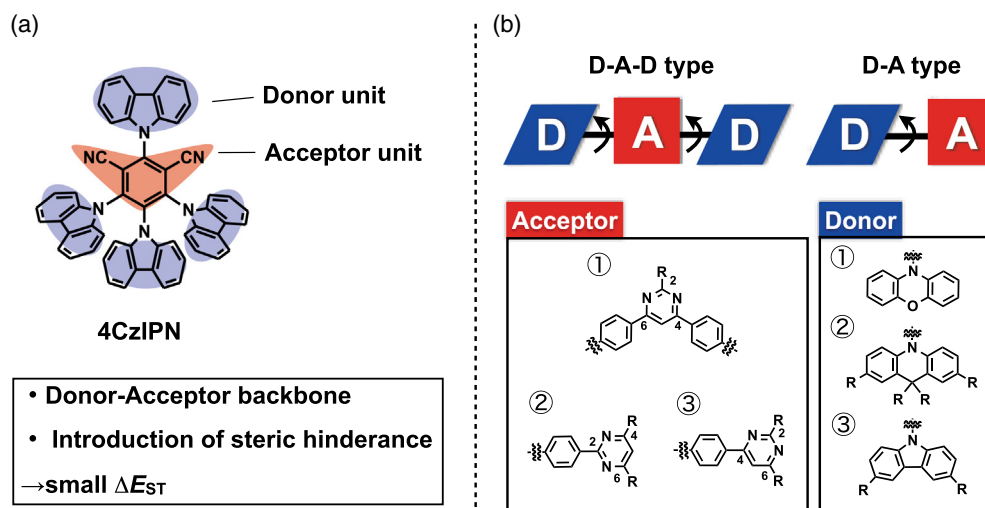 (a)
Donor unit
Acceptor unit
N
NC
CN
N
N
N
4CzIPN
• Donor-Acceptor backbone
• Introduction of steric hinderance
→small ΔEST
(b)
D-A-D type
D-A type
D
A
D
D
A
Acceptor
①
R
2
N
N
6
4
②
R
N
4
2
N
6
R
③
R
N
2
4
N
6
R
Donor
①
N
O
②
N
R
R
R
R
③
N
R
R